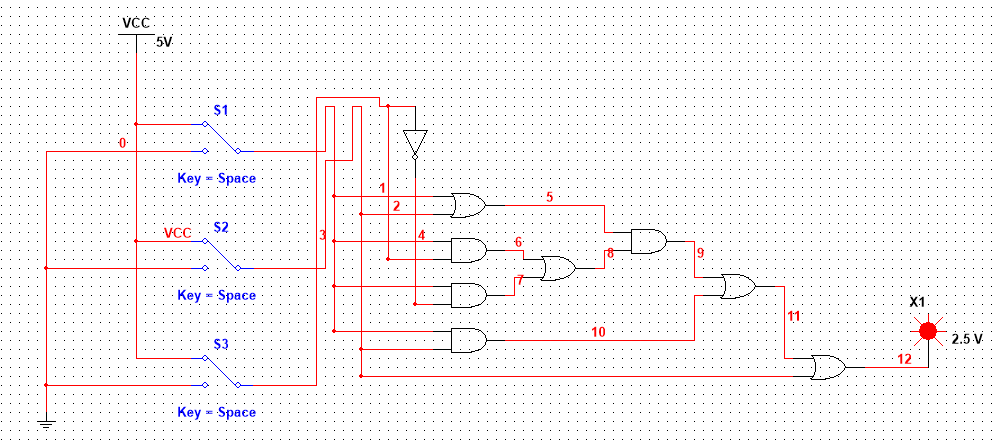 VCC
5V
S1
0
Key = Space
1
5
2
S2
VCC
3
4
6
8
9
7
Key = Space
X1
11
10
2.5 V
S3
12
Key = Space